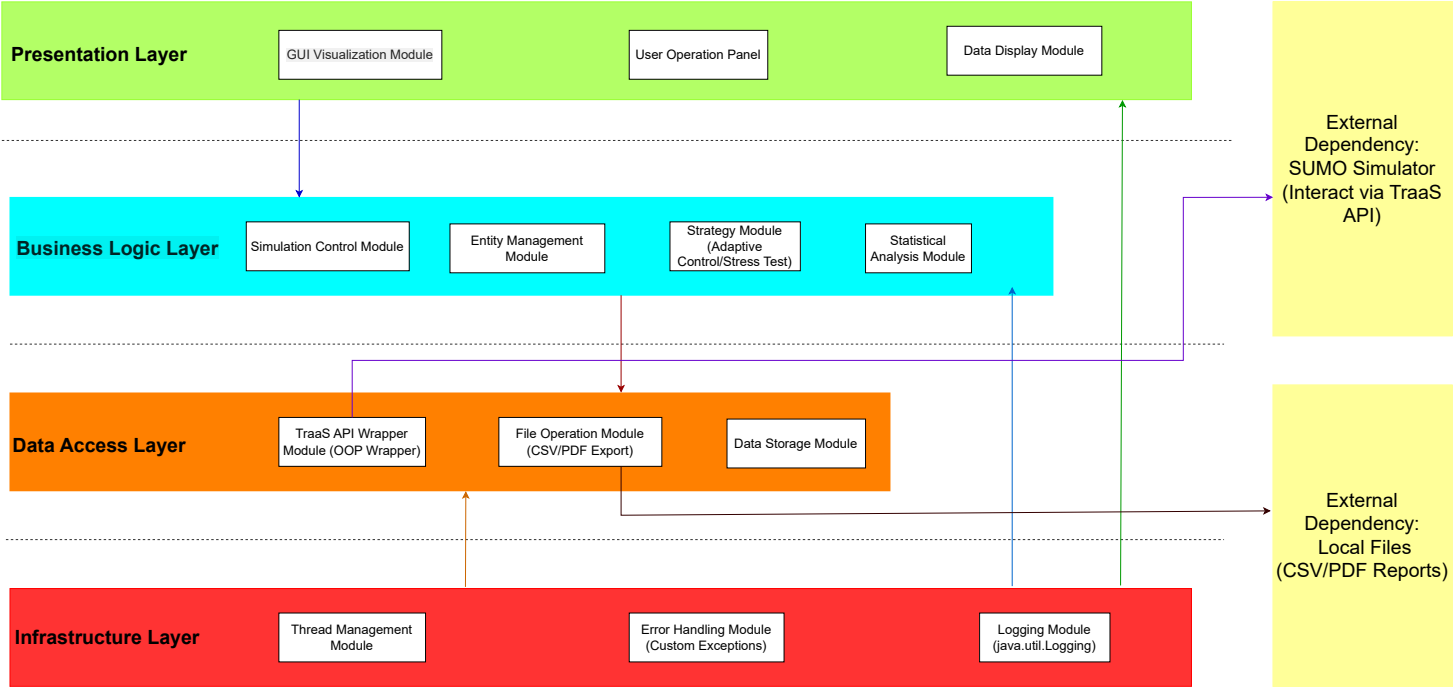 Presentation Layer
GUI Visualization Module
User Operation Panel
Data Display Module
External
Dependency:
SUMO Simulator
(Interact via TraaS
API)
Business Logic Layer
Simulation Control Module
Entity Management
Module
Strategy Module
(Adaptive
Control/Stress Test)
Statistical
Analysis Module
Data Access Layer
TraaS API Wrapper
Module (OOP Wrapper)
File Operation Module
(CSV/PDF Export)
Data Storage Module
External
Dependency:
Local Files
(CSV/PDF Reports)
Infrastructure Layer
Thread Management
Module
Error Handling Module
(Custom Exceptions)
Logging Module
(java.util.Logging)